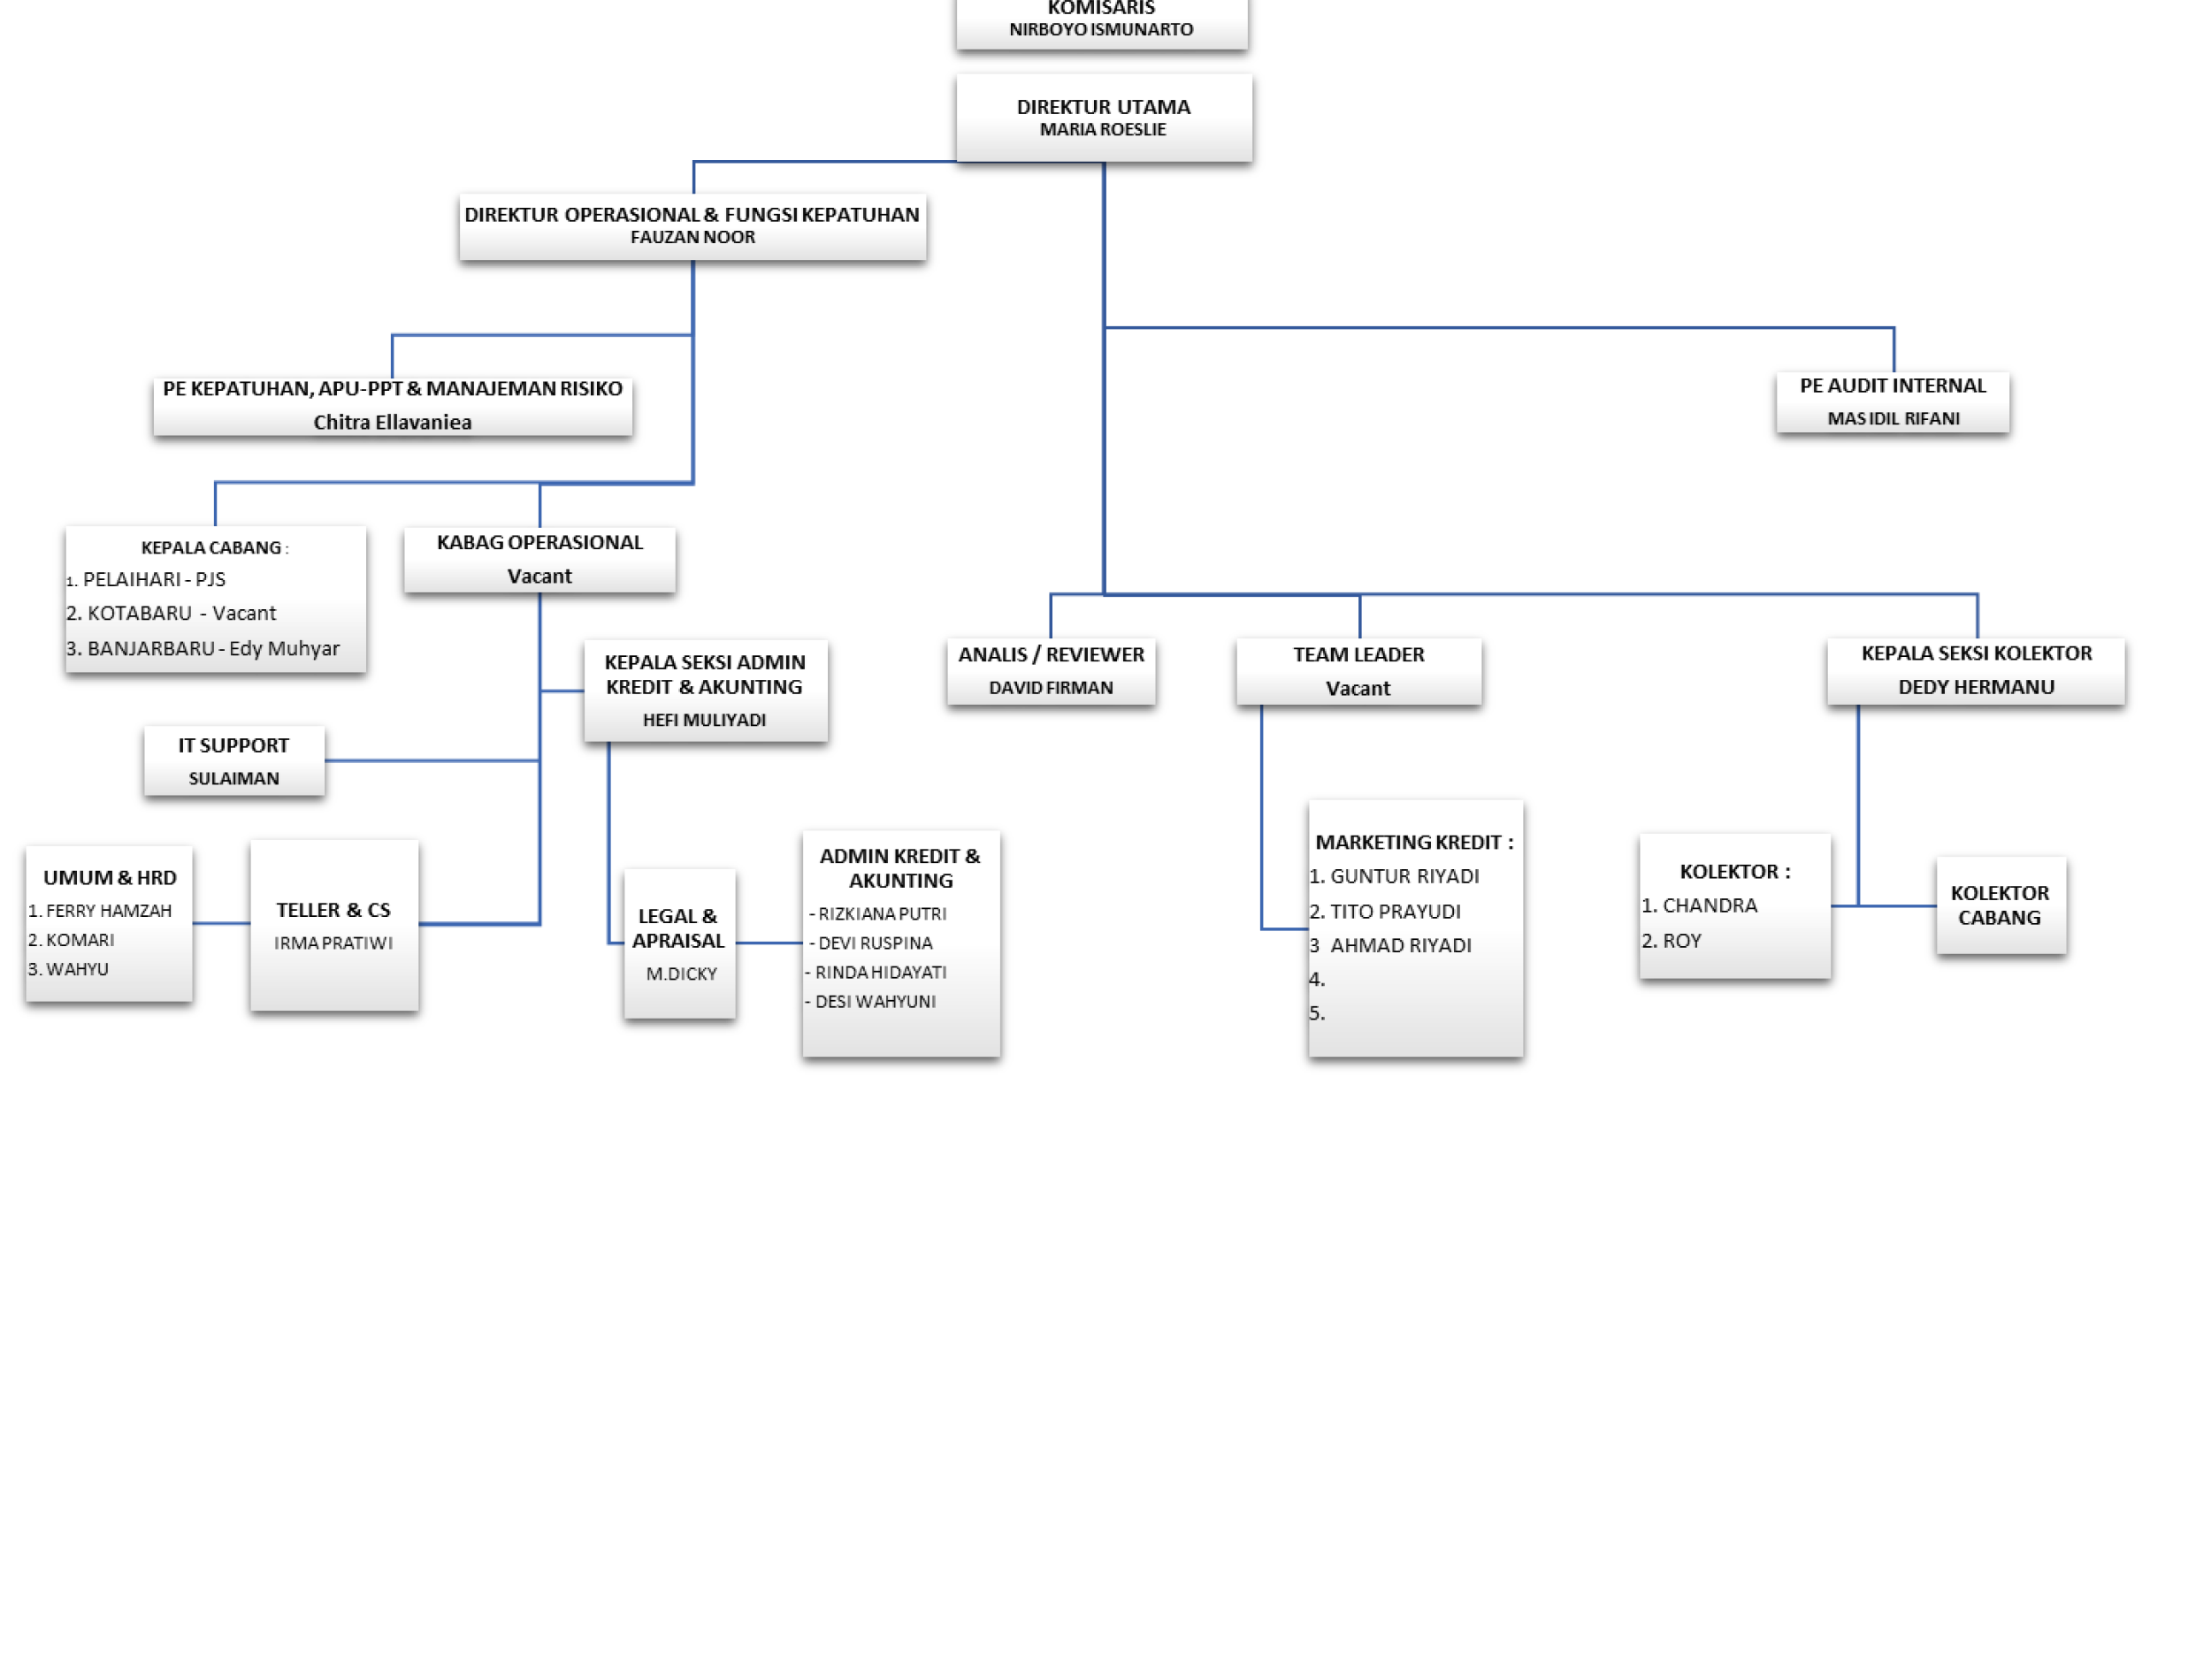 KOMISARIS
NIRBOYO ISMUNARTO
DIREKTUR UTAMA
MARIA ROESLIE
DIREKTUR OPERASIONAL & FUNGSI KEPATUHAN
FAUZAN NOOR
PE KEPATUHAN, APU-PPT & MANAJEMAN RISIKO
Chitra Ellavaniea
PE AUDIT INTERNAL
MAS IDIL RIFANI
KEPALA CABANG :
1. PELAIHARI - PJS
2. KOTABARU - Vacant
3. BANJARBARU - Edy Muhyar
KABAG OPERASIONAL
Vacant
KEPALA SEKSI ADMIN
KREDIT & AKUNTING
HEFI MULIYADI
ANALIS / REVIEWER
DAVID FIRMAN
TEAM LEADER
Vacant
KEPALA SEKSI KOLEKTOR
DEDY HERMANU
IT SUPPORT
SULAIMAN
UMUM & HRD
1. FERRY HAMZAH
2. KOMARI
3. WAHYU
TELLER & CS
IRMA PRATIWI
LEGAL &
APRAISAL
M.DICKY
ADMIN KREDIT &
AKUNTING
- RIZKIANA PUTRI
- DEVI RUSPINA
- RINDA HIDAYATI
- DESI WAHYUNI
MARKETING KREDIT :
1. GUNTUR RIYADI
2. TITO PRAYUDI
3 AHMAD RIYADI
4.
5.
KOLEKTOR :
1. CHANDRA
2. ROY
KOLEKTOR
CABANG